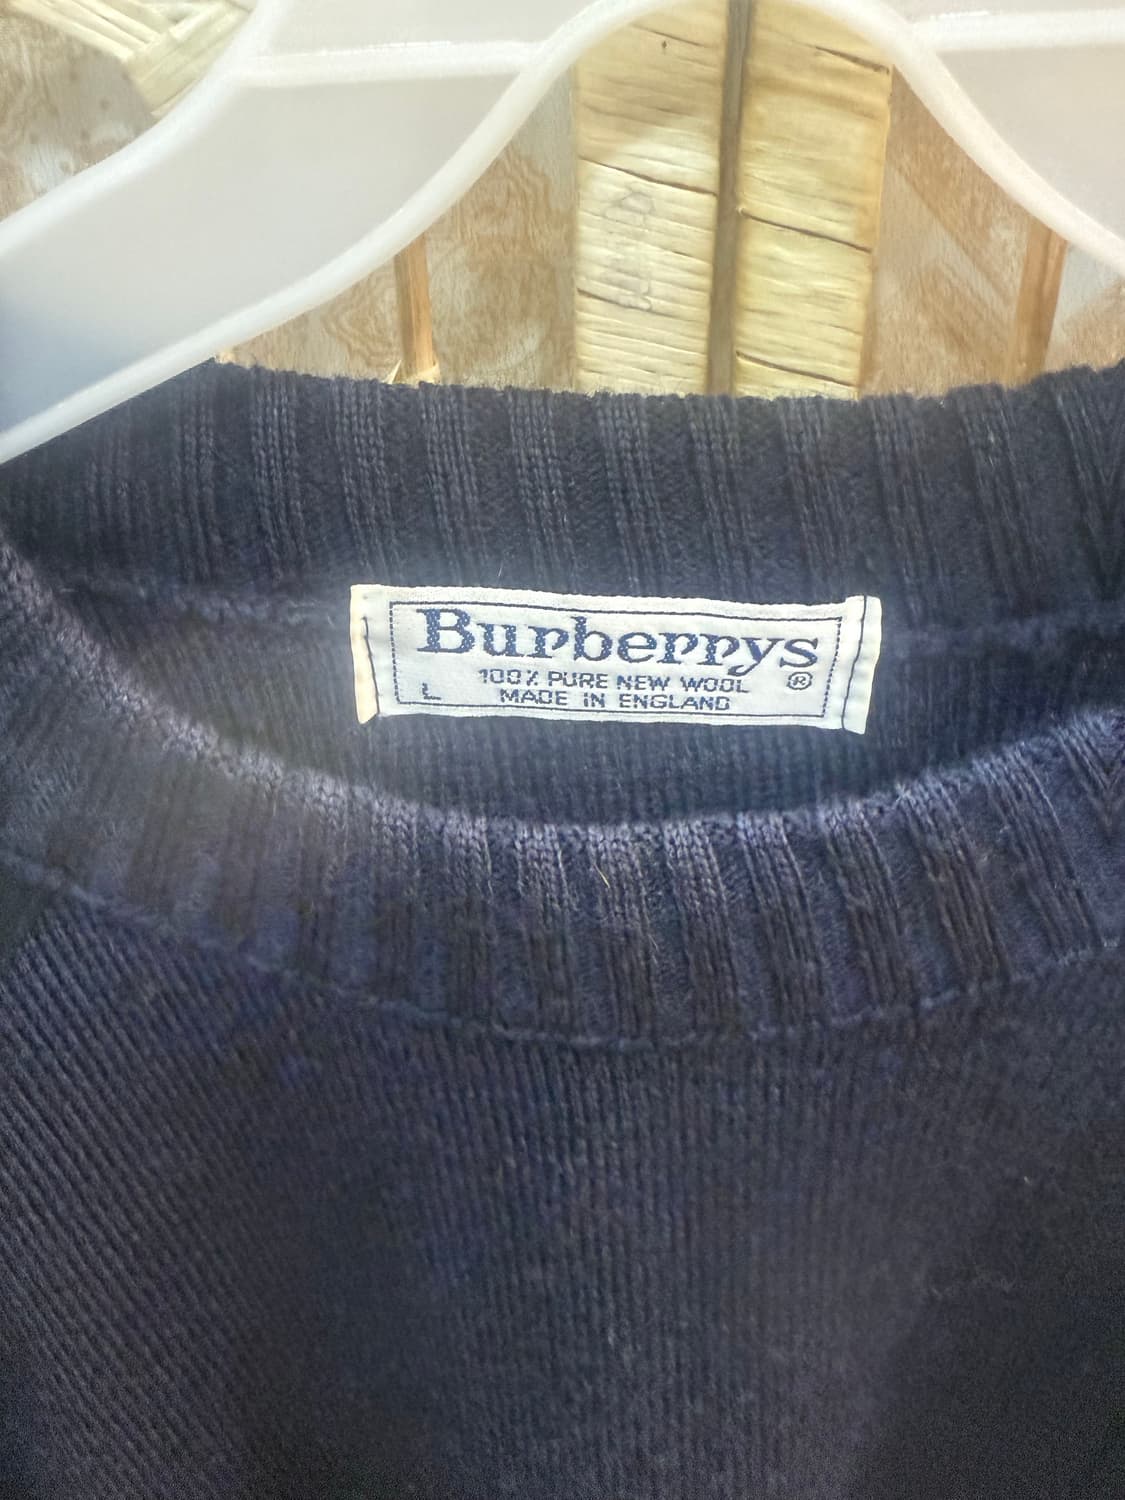 Burberrys
100% PURE NEW WOOL ®
L MADE IN ENGLAND